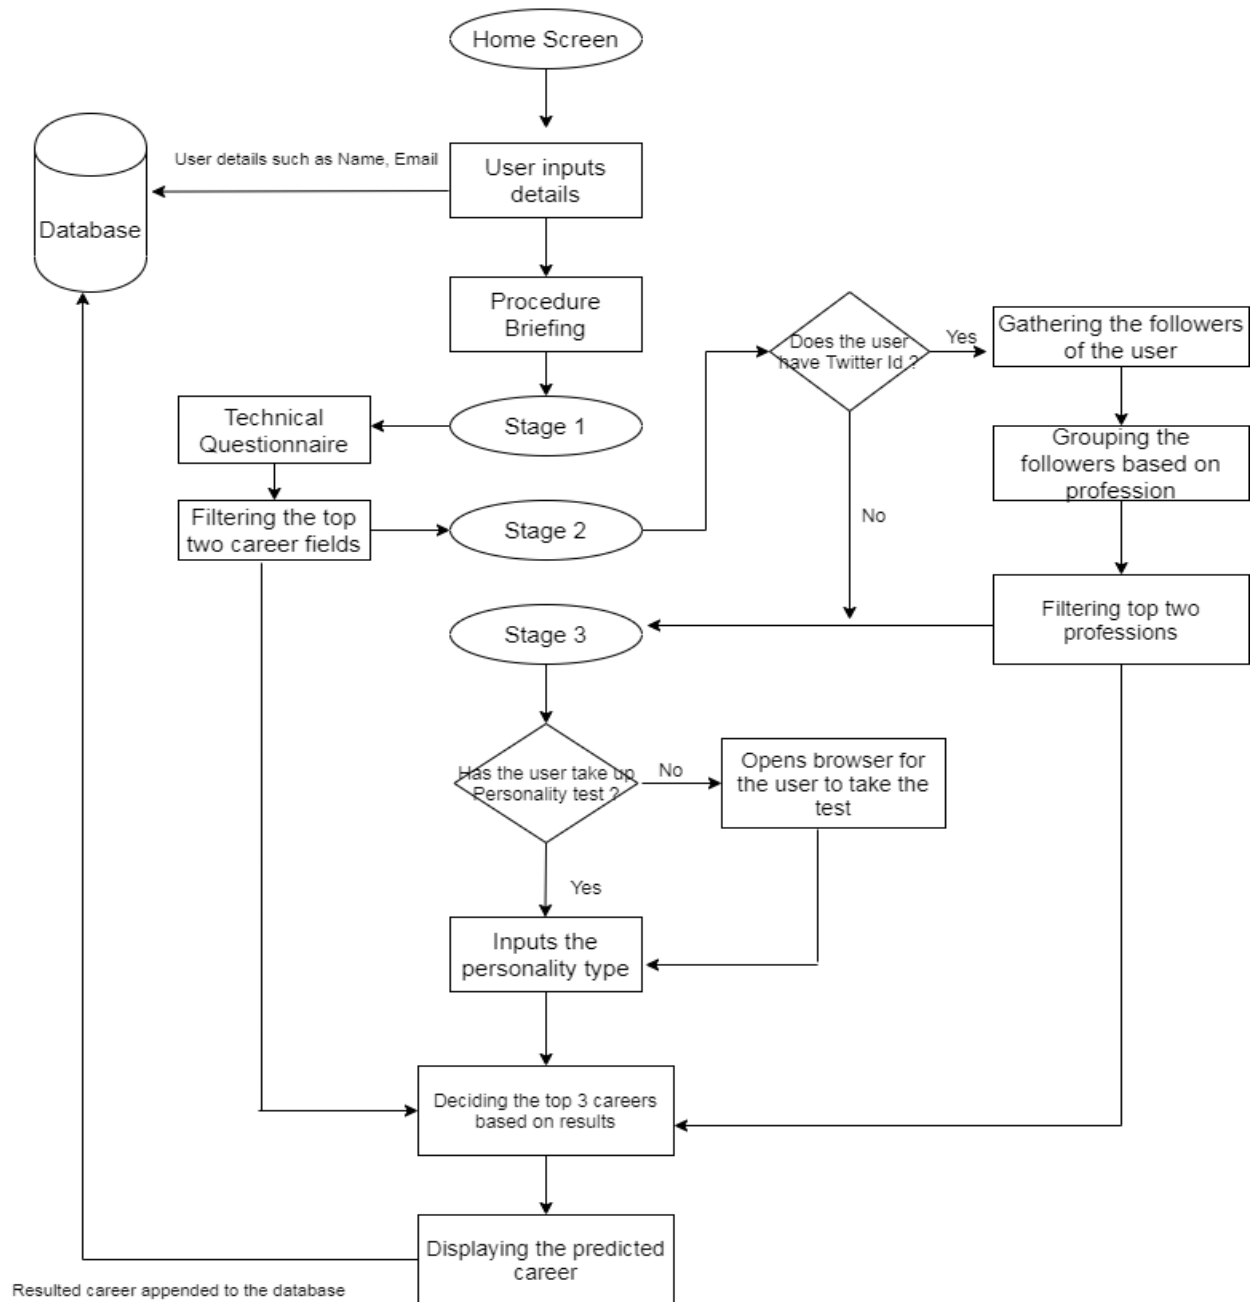 Home Screen
User details such as Name, Email
User inputs
details
Database
Procedure
Briefing
Does the user
have Twitter Id ?
Yes
Gathering the followers
of the user
Technical
Questionnaire
Stage 1
Grouping the
followers based on
profession
Filtering the top
two career fields
Stage 2
No
Stage 3
Filtering top two
professions
Has the user take up
Personality test ?
No
Opens browser for
the user to take the
test
Yes
Inputs the
personality type
Deciding the top 3 careers
based on results
Displaying the predicted
career
Resulted career appended to the database